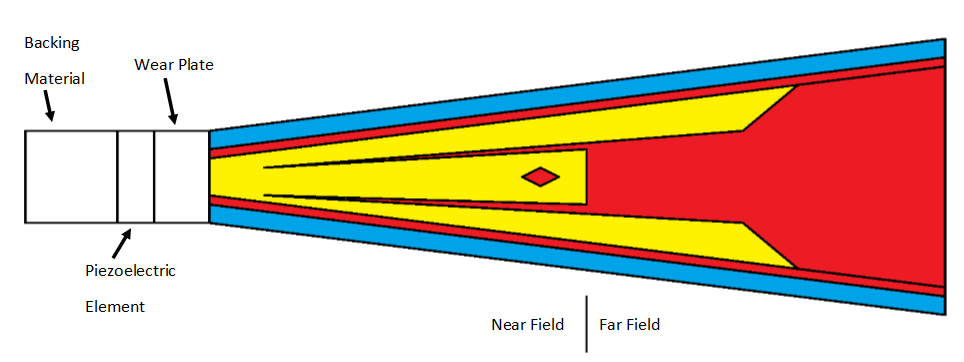 Backing
Material
Wear Plate
Piezoelectric
Element
Near Field
Far Field